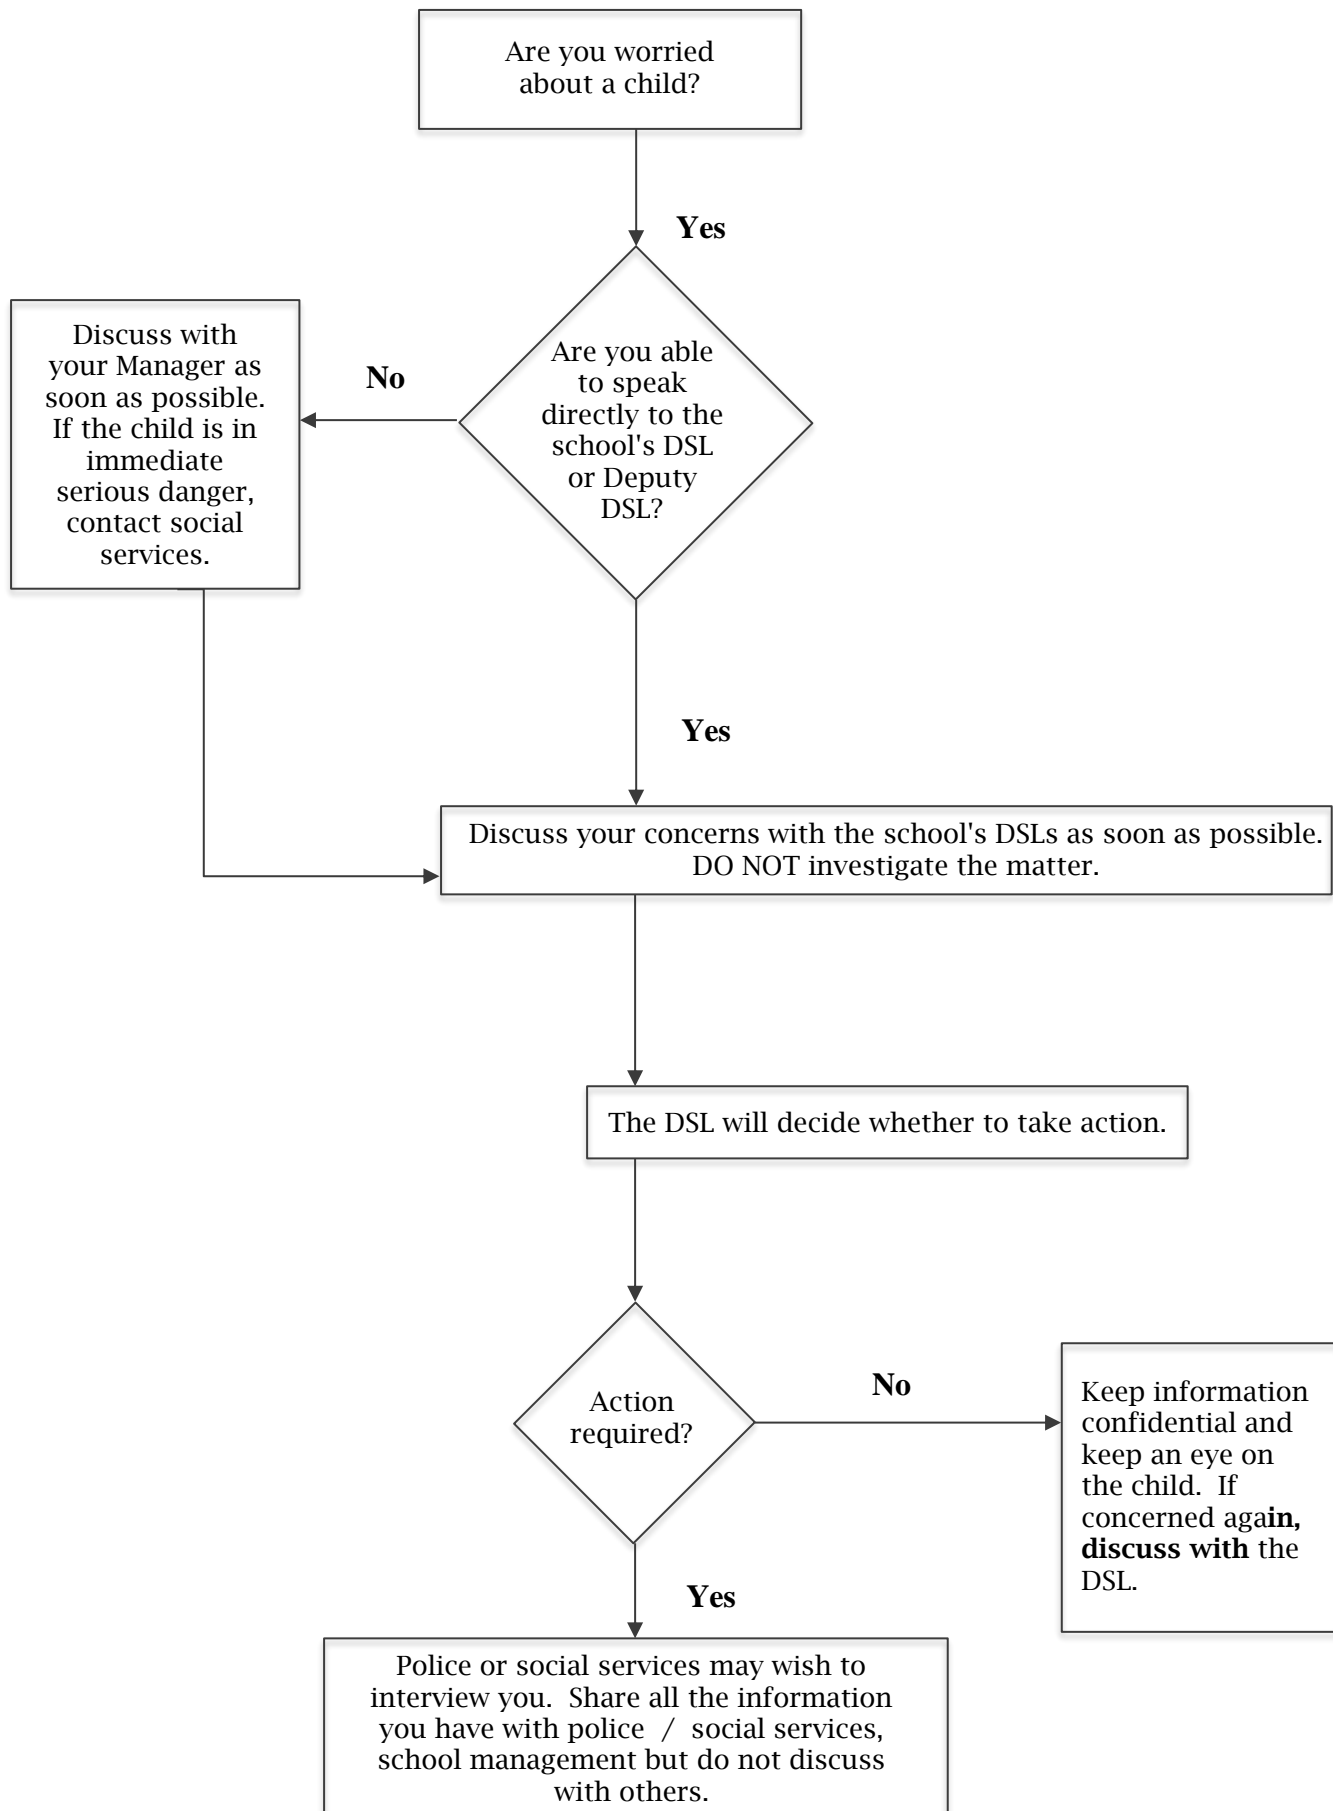 Are you worried
about a child?
Yes
Discuss with
your Manager as
soon as possible.
If the child is in
immediate
serious danger,
contact social
services.
No
Are you able
to speak
directly to the
school's DSL
or Deputy
DSL?
Yes
Discuss your concerns with the school's DSLs as soon as possible.
DO NOT investigate the matter.
The DSL will decide whether to take action.
Action
required?
No
Keep information
confidential and
keep an eye on
the child.  If
concerned again,
discuss with the
DSL.
Yes
Police or social services may wish to
interview you.  Share all the information
you have with police  /  social services,
school management but do not discuss
with others.